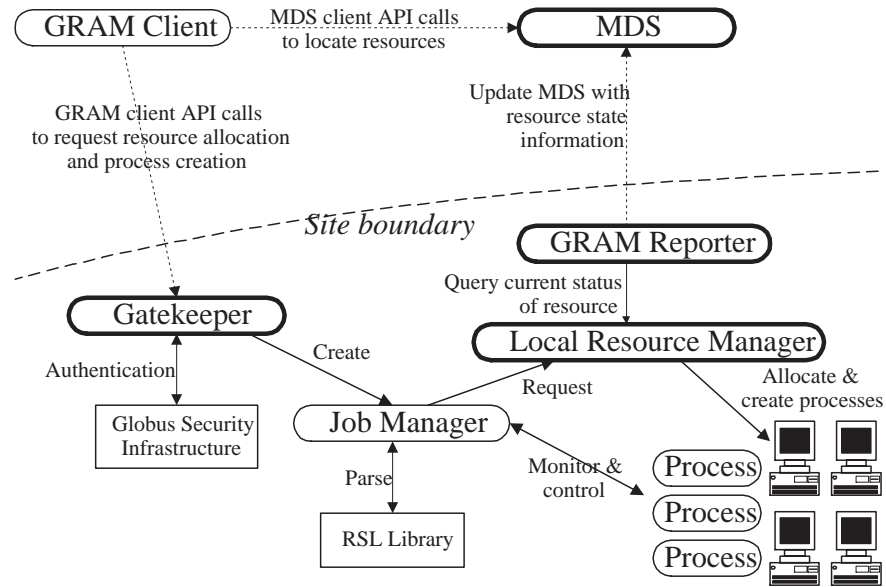 GRAM Client
MDS client API calls
to locate resources
MDS
GRAM client API calls
to request resource allocation
and process creation
Update MDS with
resource state
information
Site boundary
GRAM Reporter
Query current status
of resource
Gatekeeper
Local Resource Manager
Authentication
Create
Request
Allocate &
create processes
Globus Security
Infrastructure
Job Manager
Monitor &
control
Process
Parse
Process
RSL Library
Process